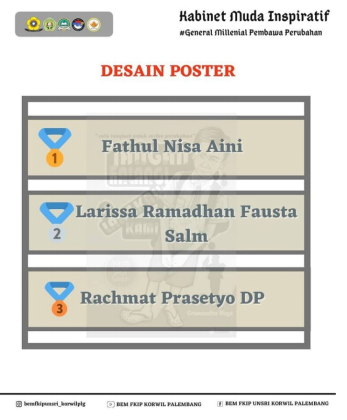 Kabinet Muda Inspiratif
#General Millenial Pembawa Perubahan
DESAIN POSTER
1
Fathul Nisa Aini
2
Larissa Ramadhan Fausta
Salm
3
Rachmat Prasetyo DP
bemfkipunsri_korwilplg
BEM FKIP KORWIL PALEMBANG
BEM FKIP UNSRI KORWIL PALEMBANG